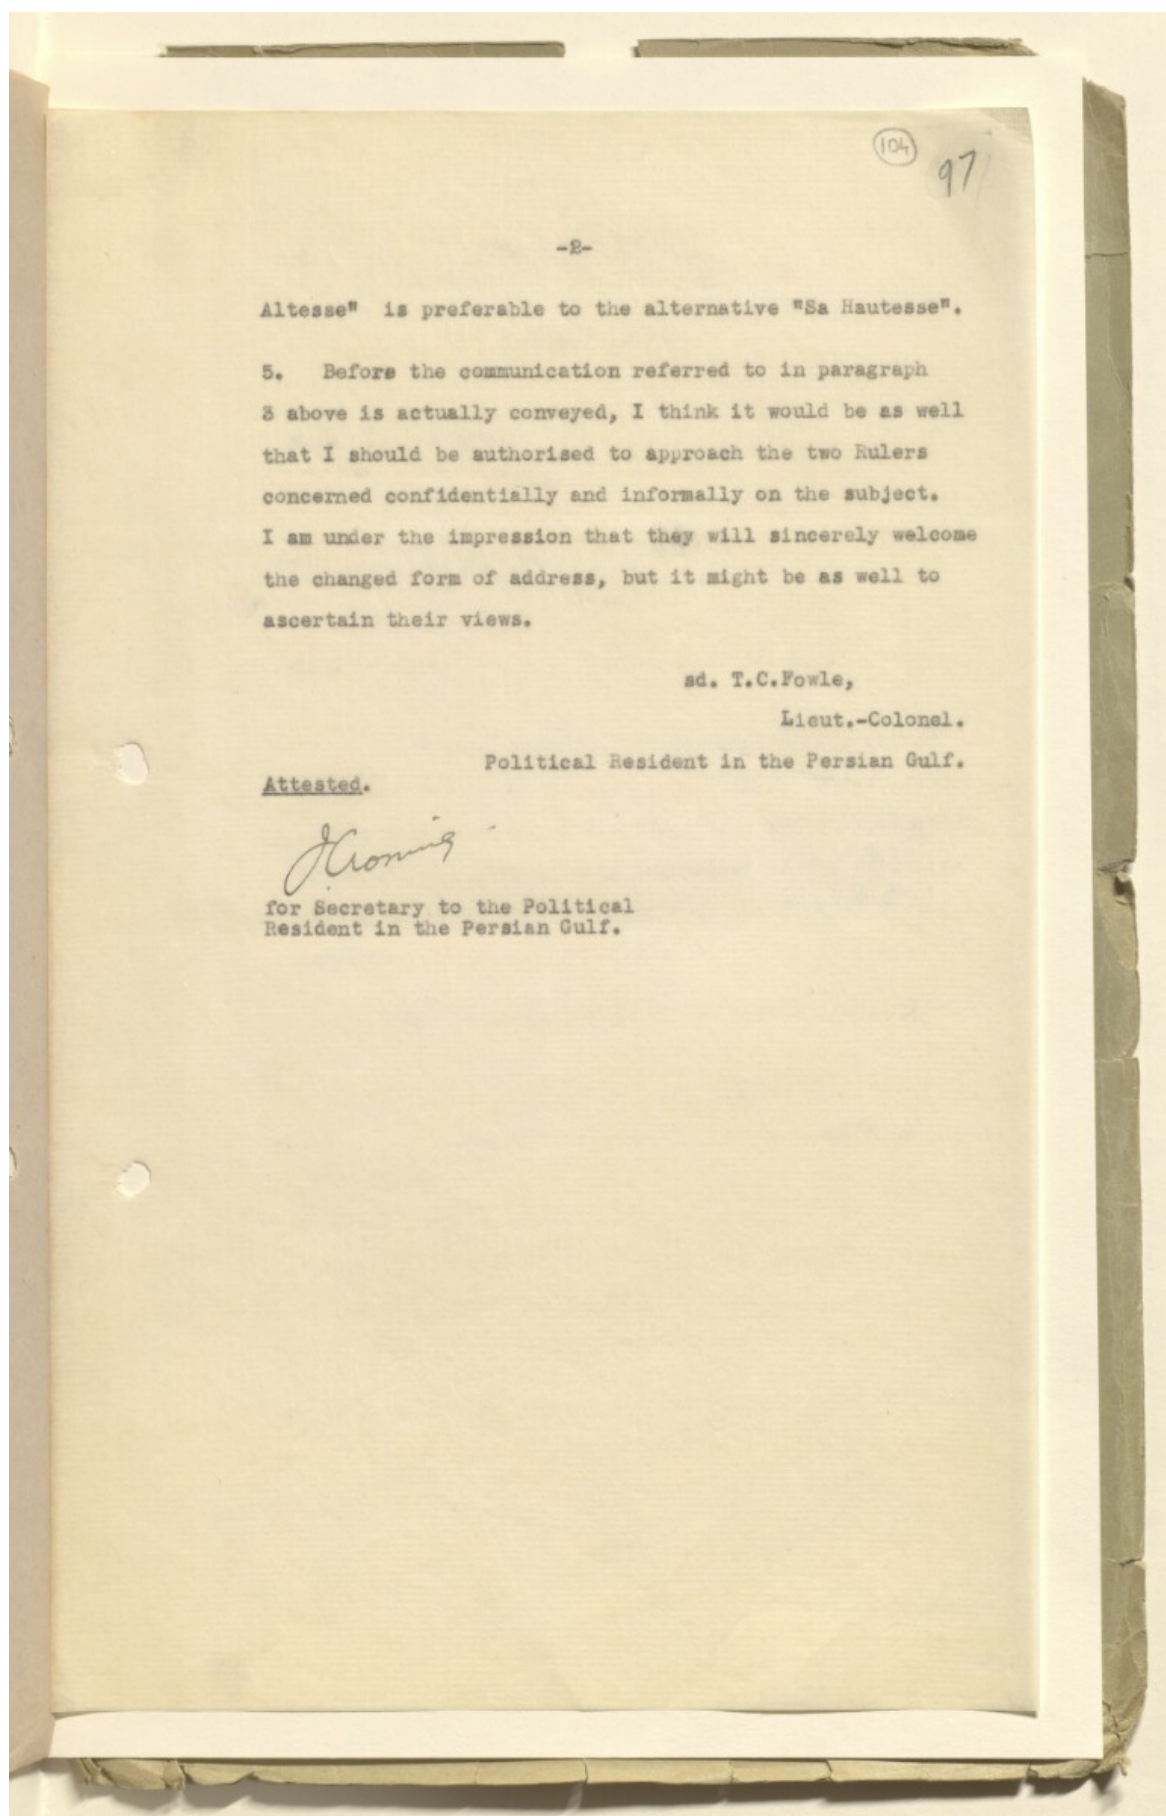 104
97
-2-
Altesse" is preferable to the alternative "Sa Hautesse".
5. Before the communication referred to in paragraph
3 above is actually conveyed, I think it would be as well
that I should be authorised to approach the two Rulers
concerned confidentially and informally on the subject.
I am under the impression that they will sincerely welcome
the changed form of address, but it might be as well to
ascertain their views.
sd. T.C.Fowle,
Lieut.-Colonel.
Political Resident in the Persian Gulf.
Attested.
for Secretary to the Political
Resident in the Persian Gulf.